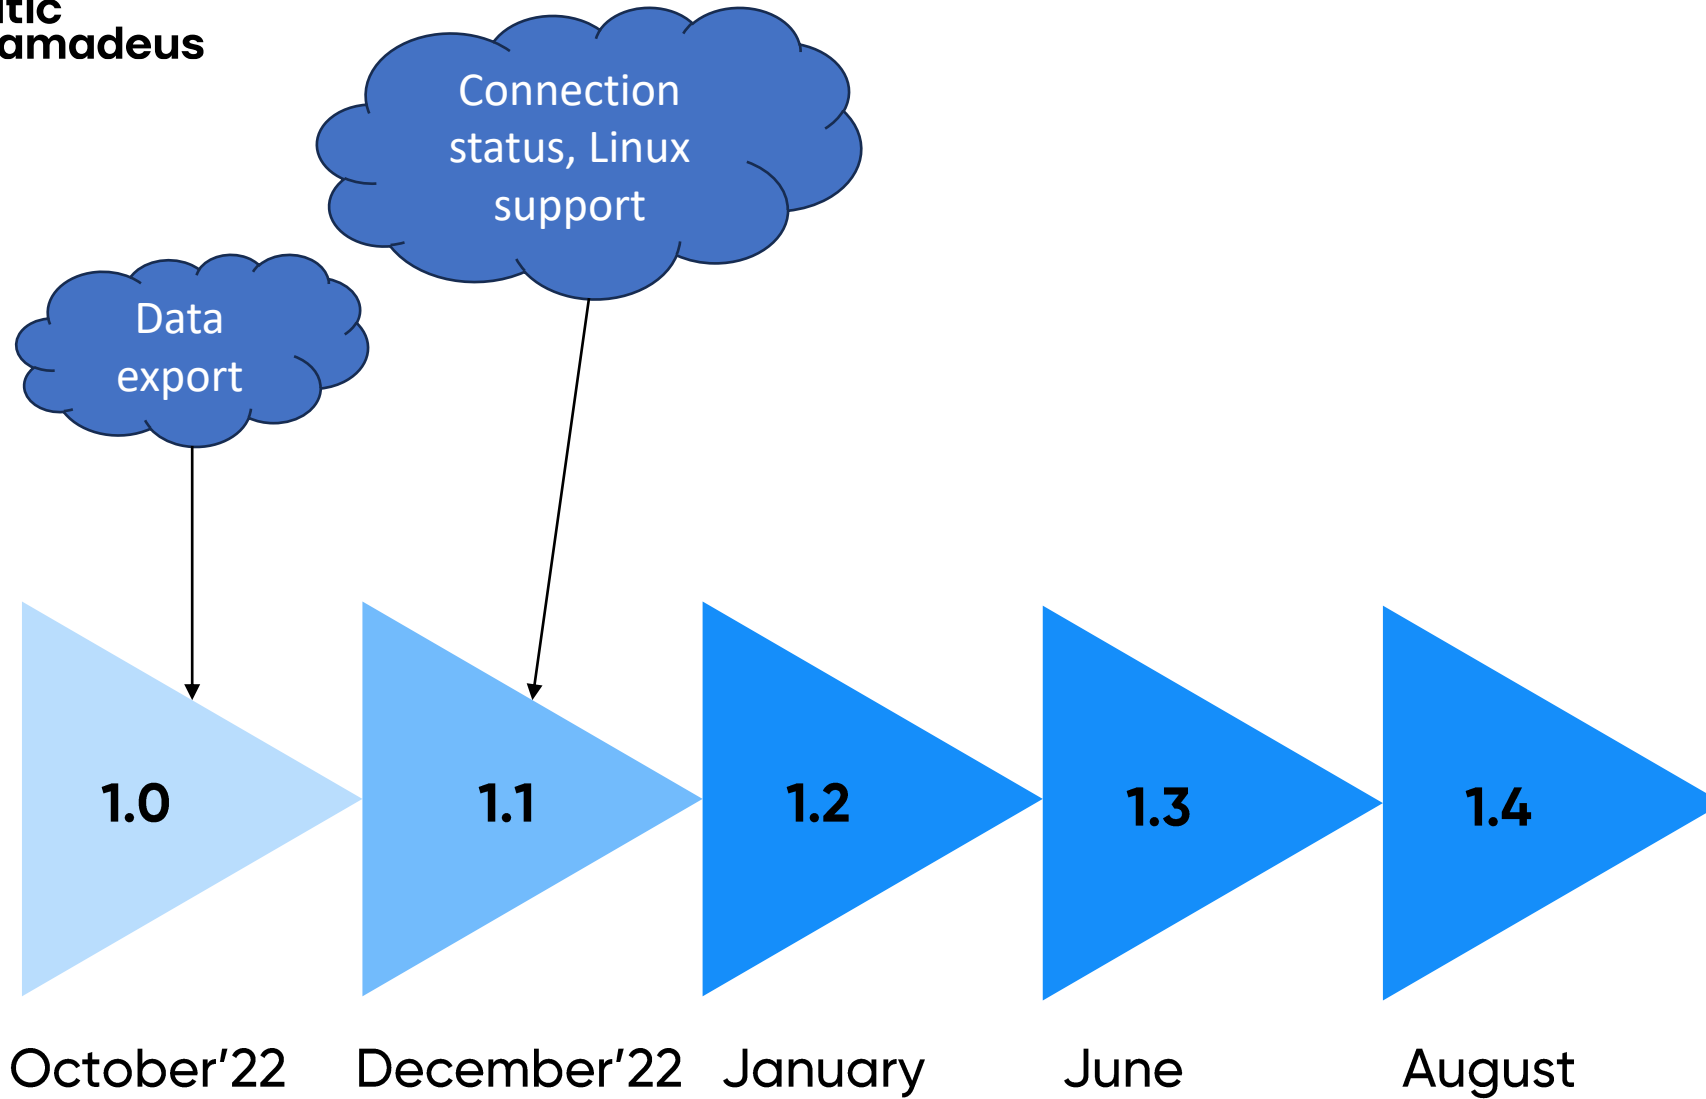 amadeus
Connection
status, Linux
support
Data
export
1.0
1.1
1.2
1.3
1.4
October'22
December'22
January
June
August